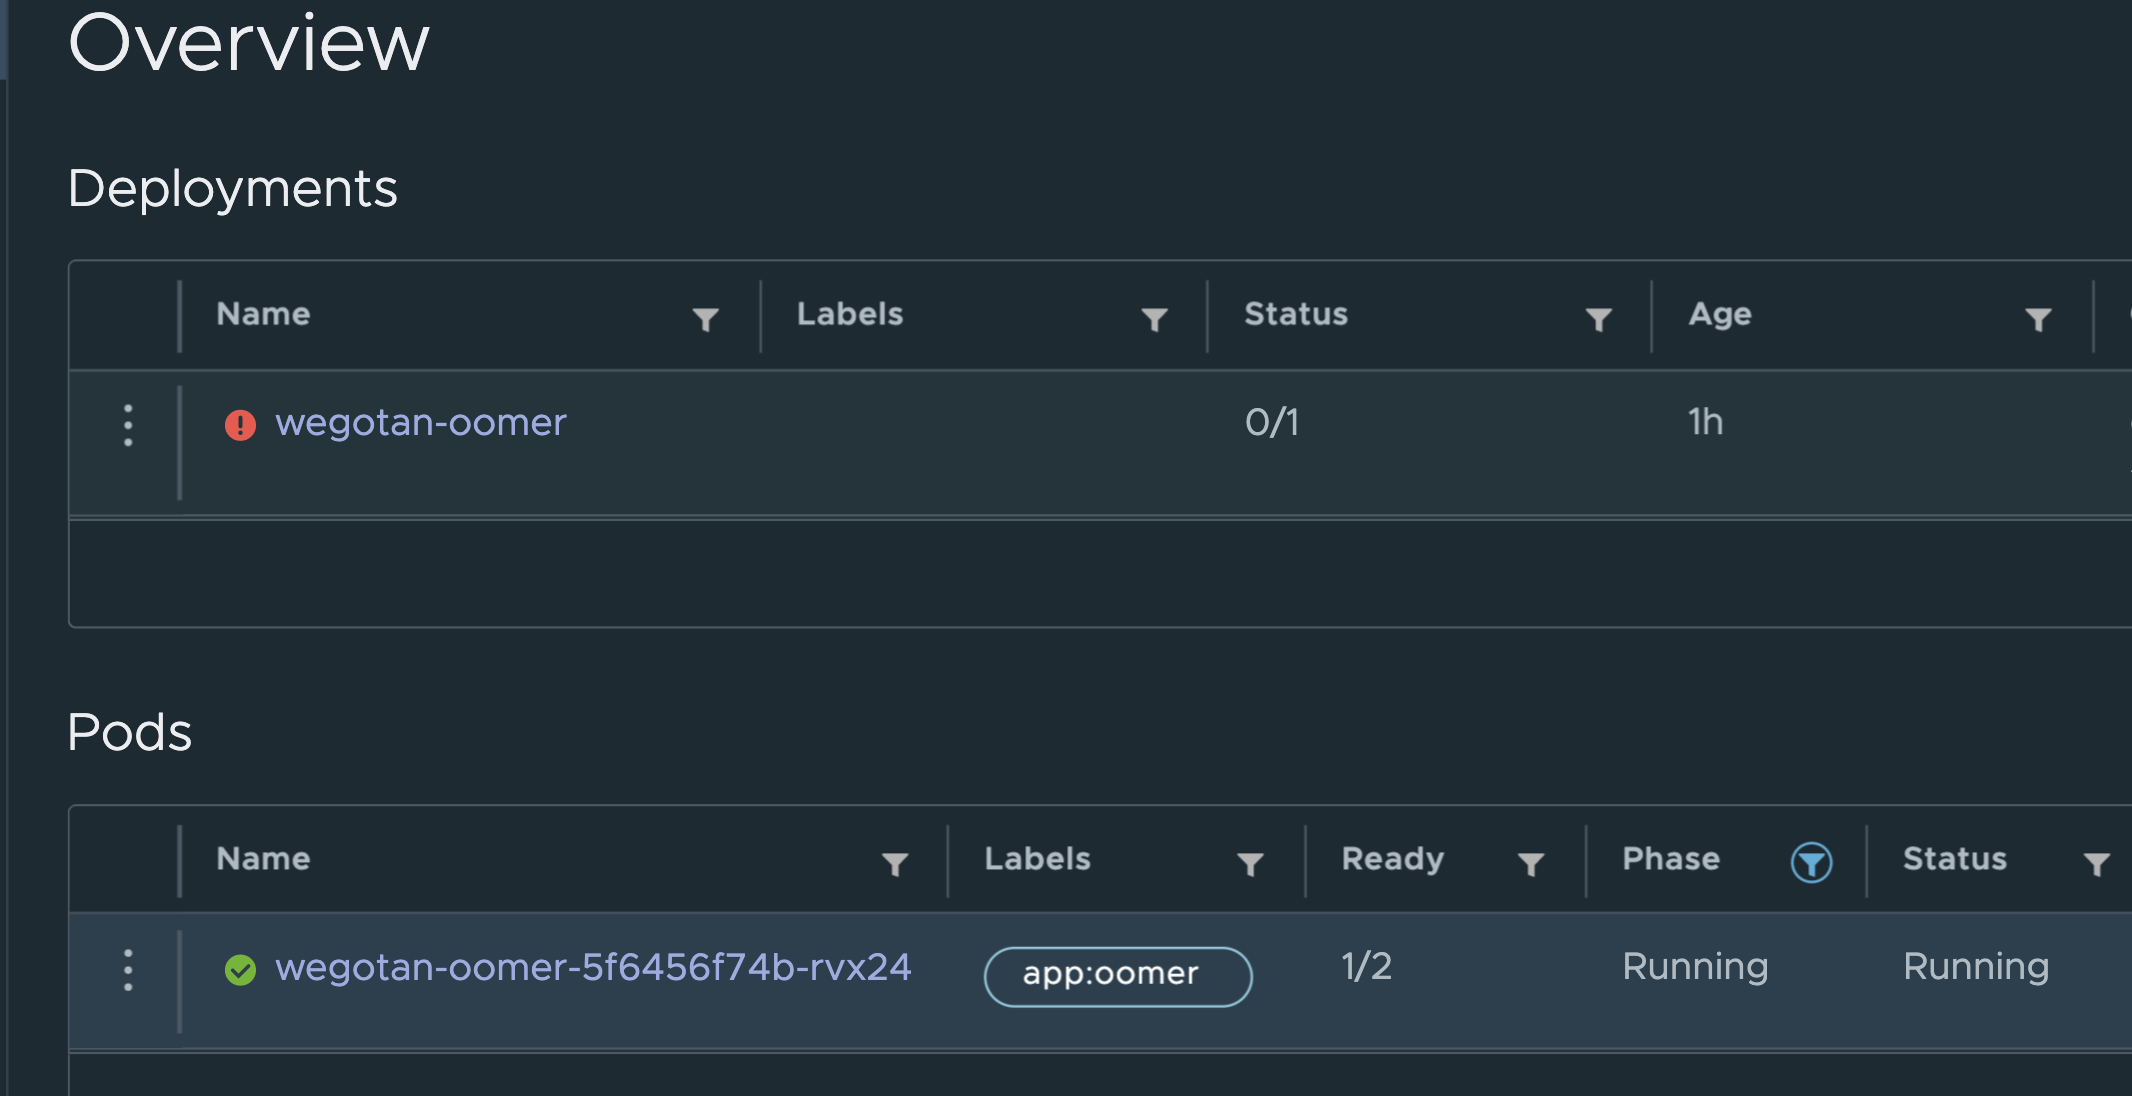 Overview
Deployments
Name Labels Status Age
wegotan-oomer 0/1 1h
Pods
Name Labels Ready Phase Status
wegotan-oomer-5f6456f74b-rvx24 app:oomer 1/2 Running Running